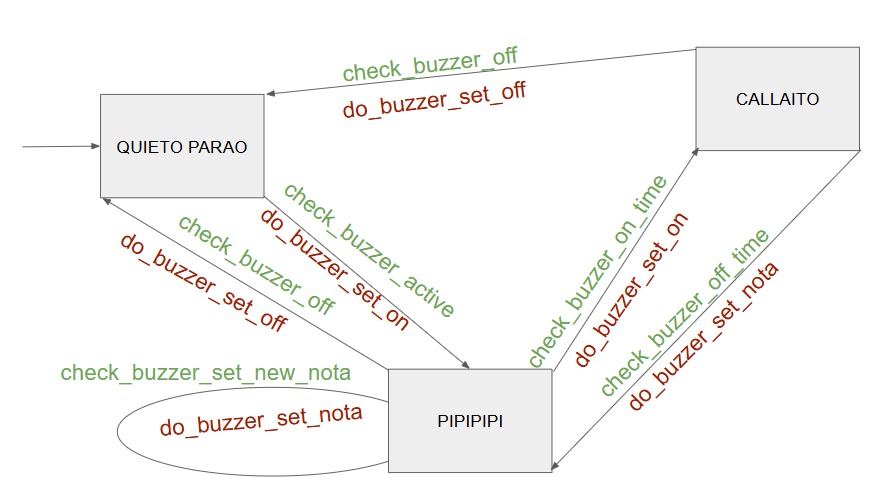 check_buzzer_off
do_buzzer_set_off
CALLAITO
QUIETO PARAO
check_buzzer_active
do_buzzer_set_on
check_buzzer_off
do_buzzer_set_off
check_buzzer_on_time
do_buzzer_set_on
check_buzzer_off_time
do_buzzer_set_nota
check_buzzer_set_new_nota
do_buzzer_set_nota
PIPIPIPI